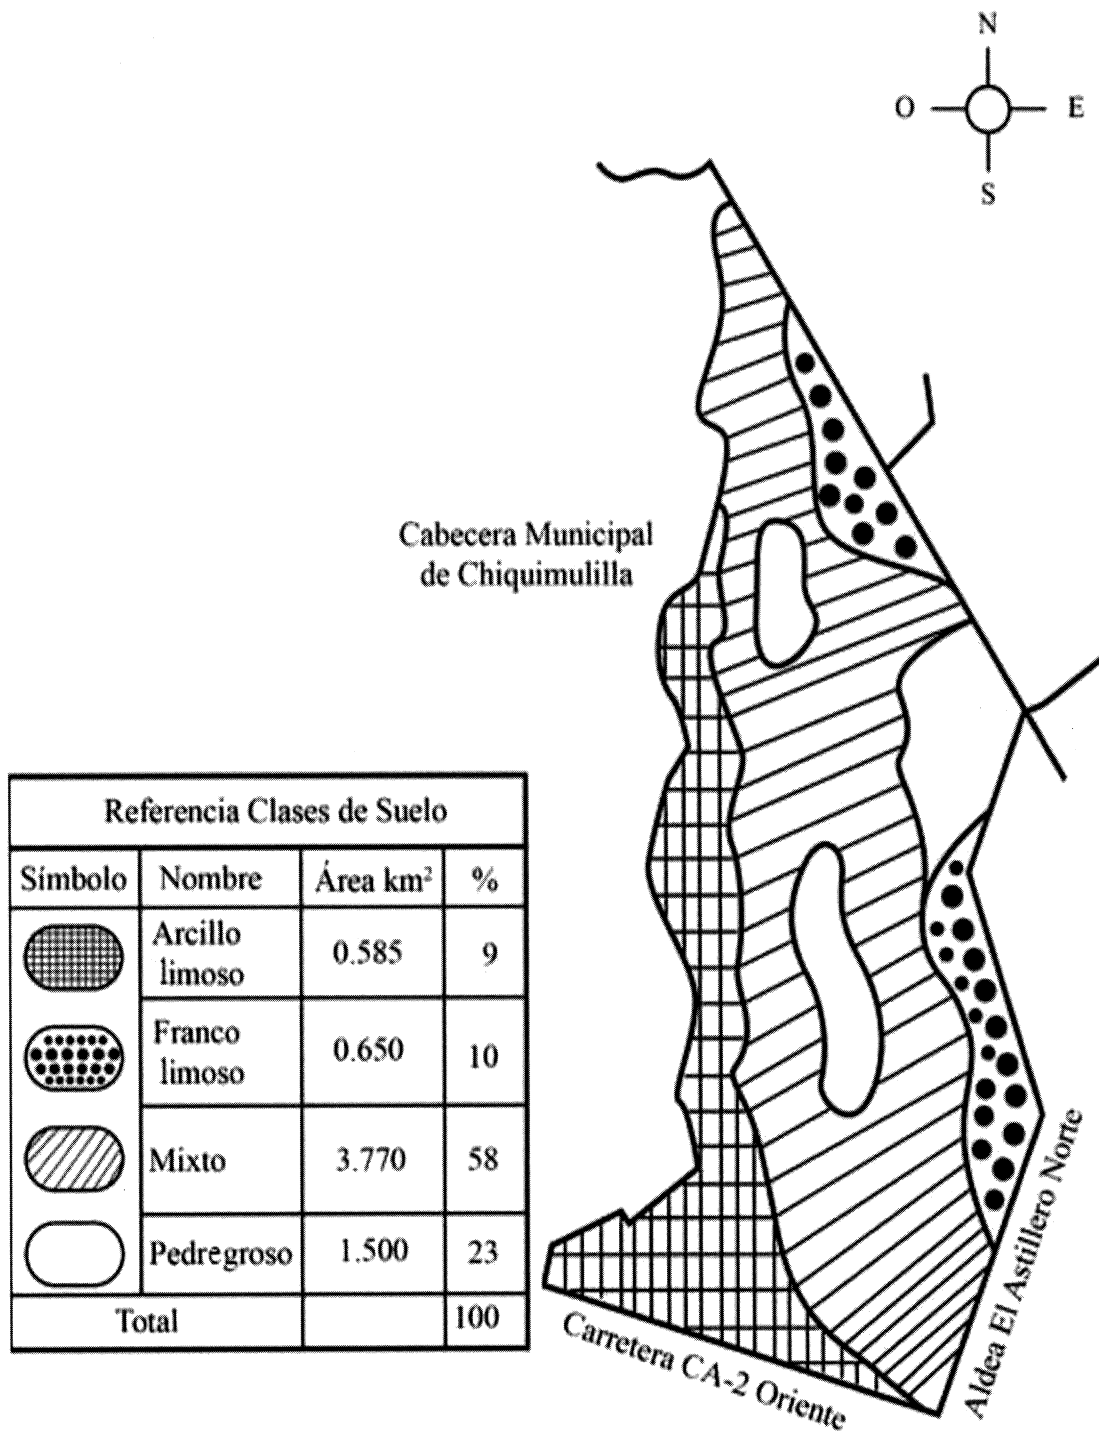 N
O E
S
Cabecera Municipal
de Chiquimulilla
Referencia Clases de Suelo
Símbolo Nombre Área km² %
Arcillo
limoso 0.585 9
Franco
limoso 0.650 10
Mixto 3.770 58
Pedregroso 1.500 23
Total 100
Carretera CA-2 Oriente
Aldea El Astillero Norte